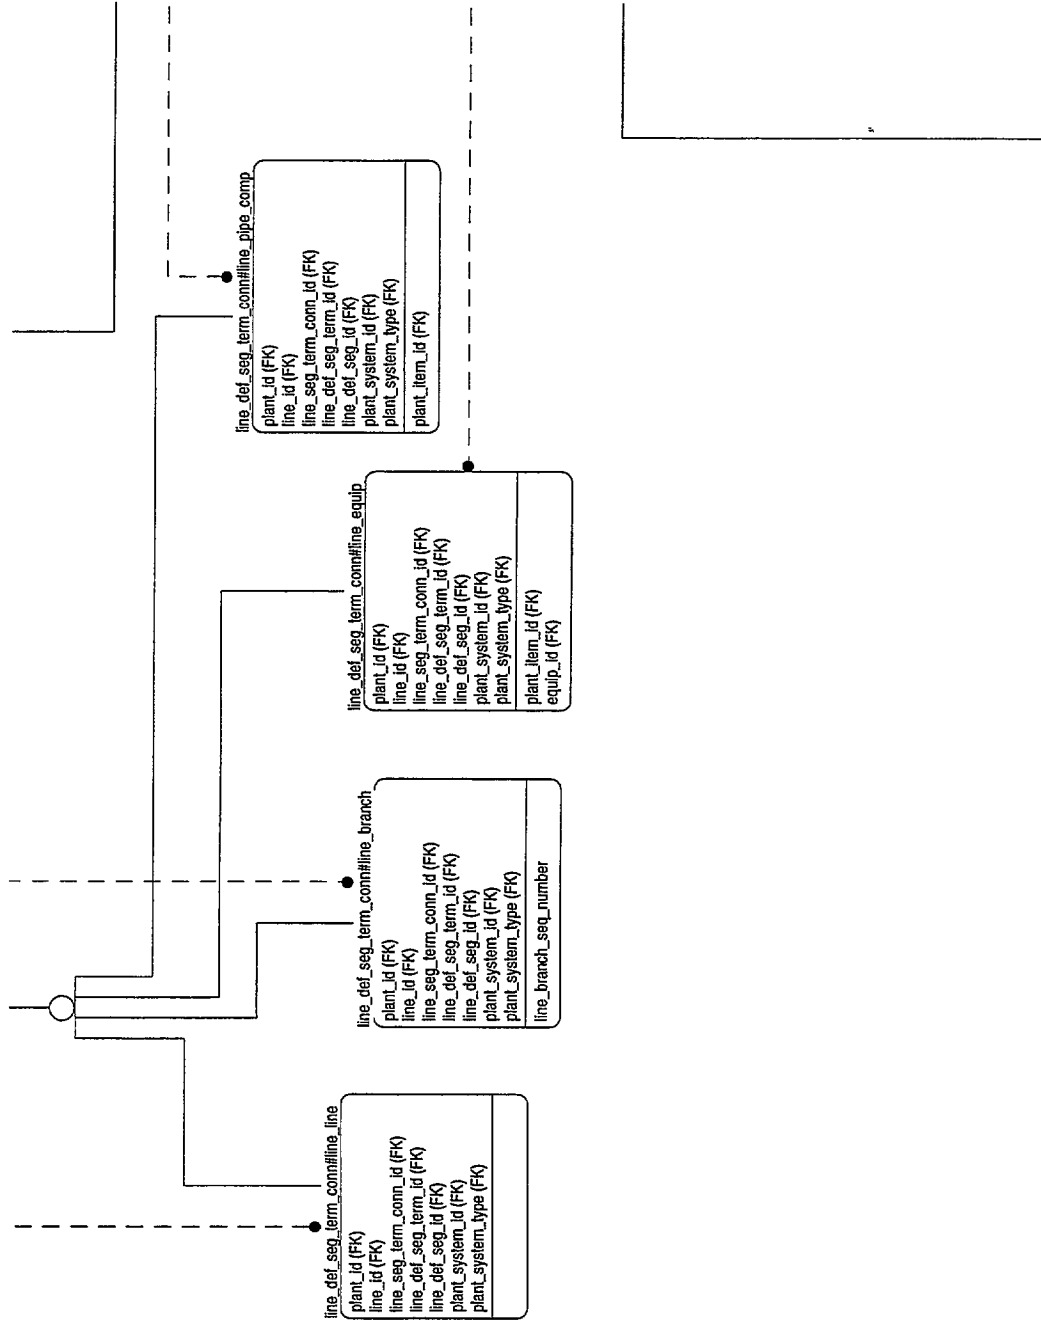 line_def_seg_term_conn#line_line
plant_id (FK)
line_id (FK)
line_seg_term_conn_id (FK)
line_def_seg_term_id (FK)
line_def_seg_id (FK)
plant_system_id (FK)
plant_system_type (FK)
line_def_seg_term_conn#line_branch
plant_id (FK)
line_id (FK)
line_seg_term_conn_id (FK)
line_def_seg_term_id (FK)
line_def_seg_id (FK)
plant_system_id (FK)
plant_system_type (FK)
line_branch_seq_number
line_def_seg_term_conn#line_equip
plant_id (FK)
line_id (FK)
line_seg_term_conn_id (FK)
line_def_seg_term_id (FK)
line_def_seg_id (FK)
plant_system_id (FK)
plant_system_type (FK)
plant_item_id (FK)
equip_id (FK)
line_def_seg_term_conn#line_pipe_comp
plant_id (FK)
line_id (FK)
line_seg_term_conn_id (FK)
line_def_seg_term_id (FK)
line_def_seg_id (FK)
plant_system_id (FK)
plant_system_type (FK)
plant_item_id (FK)